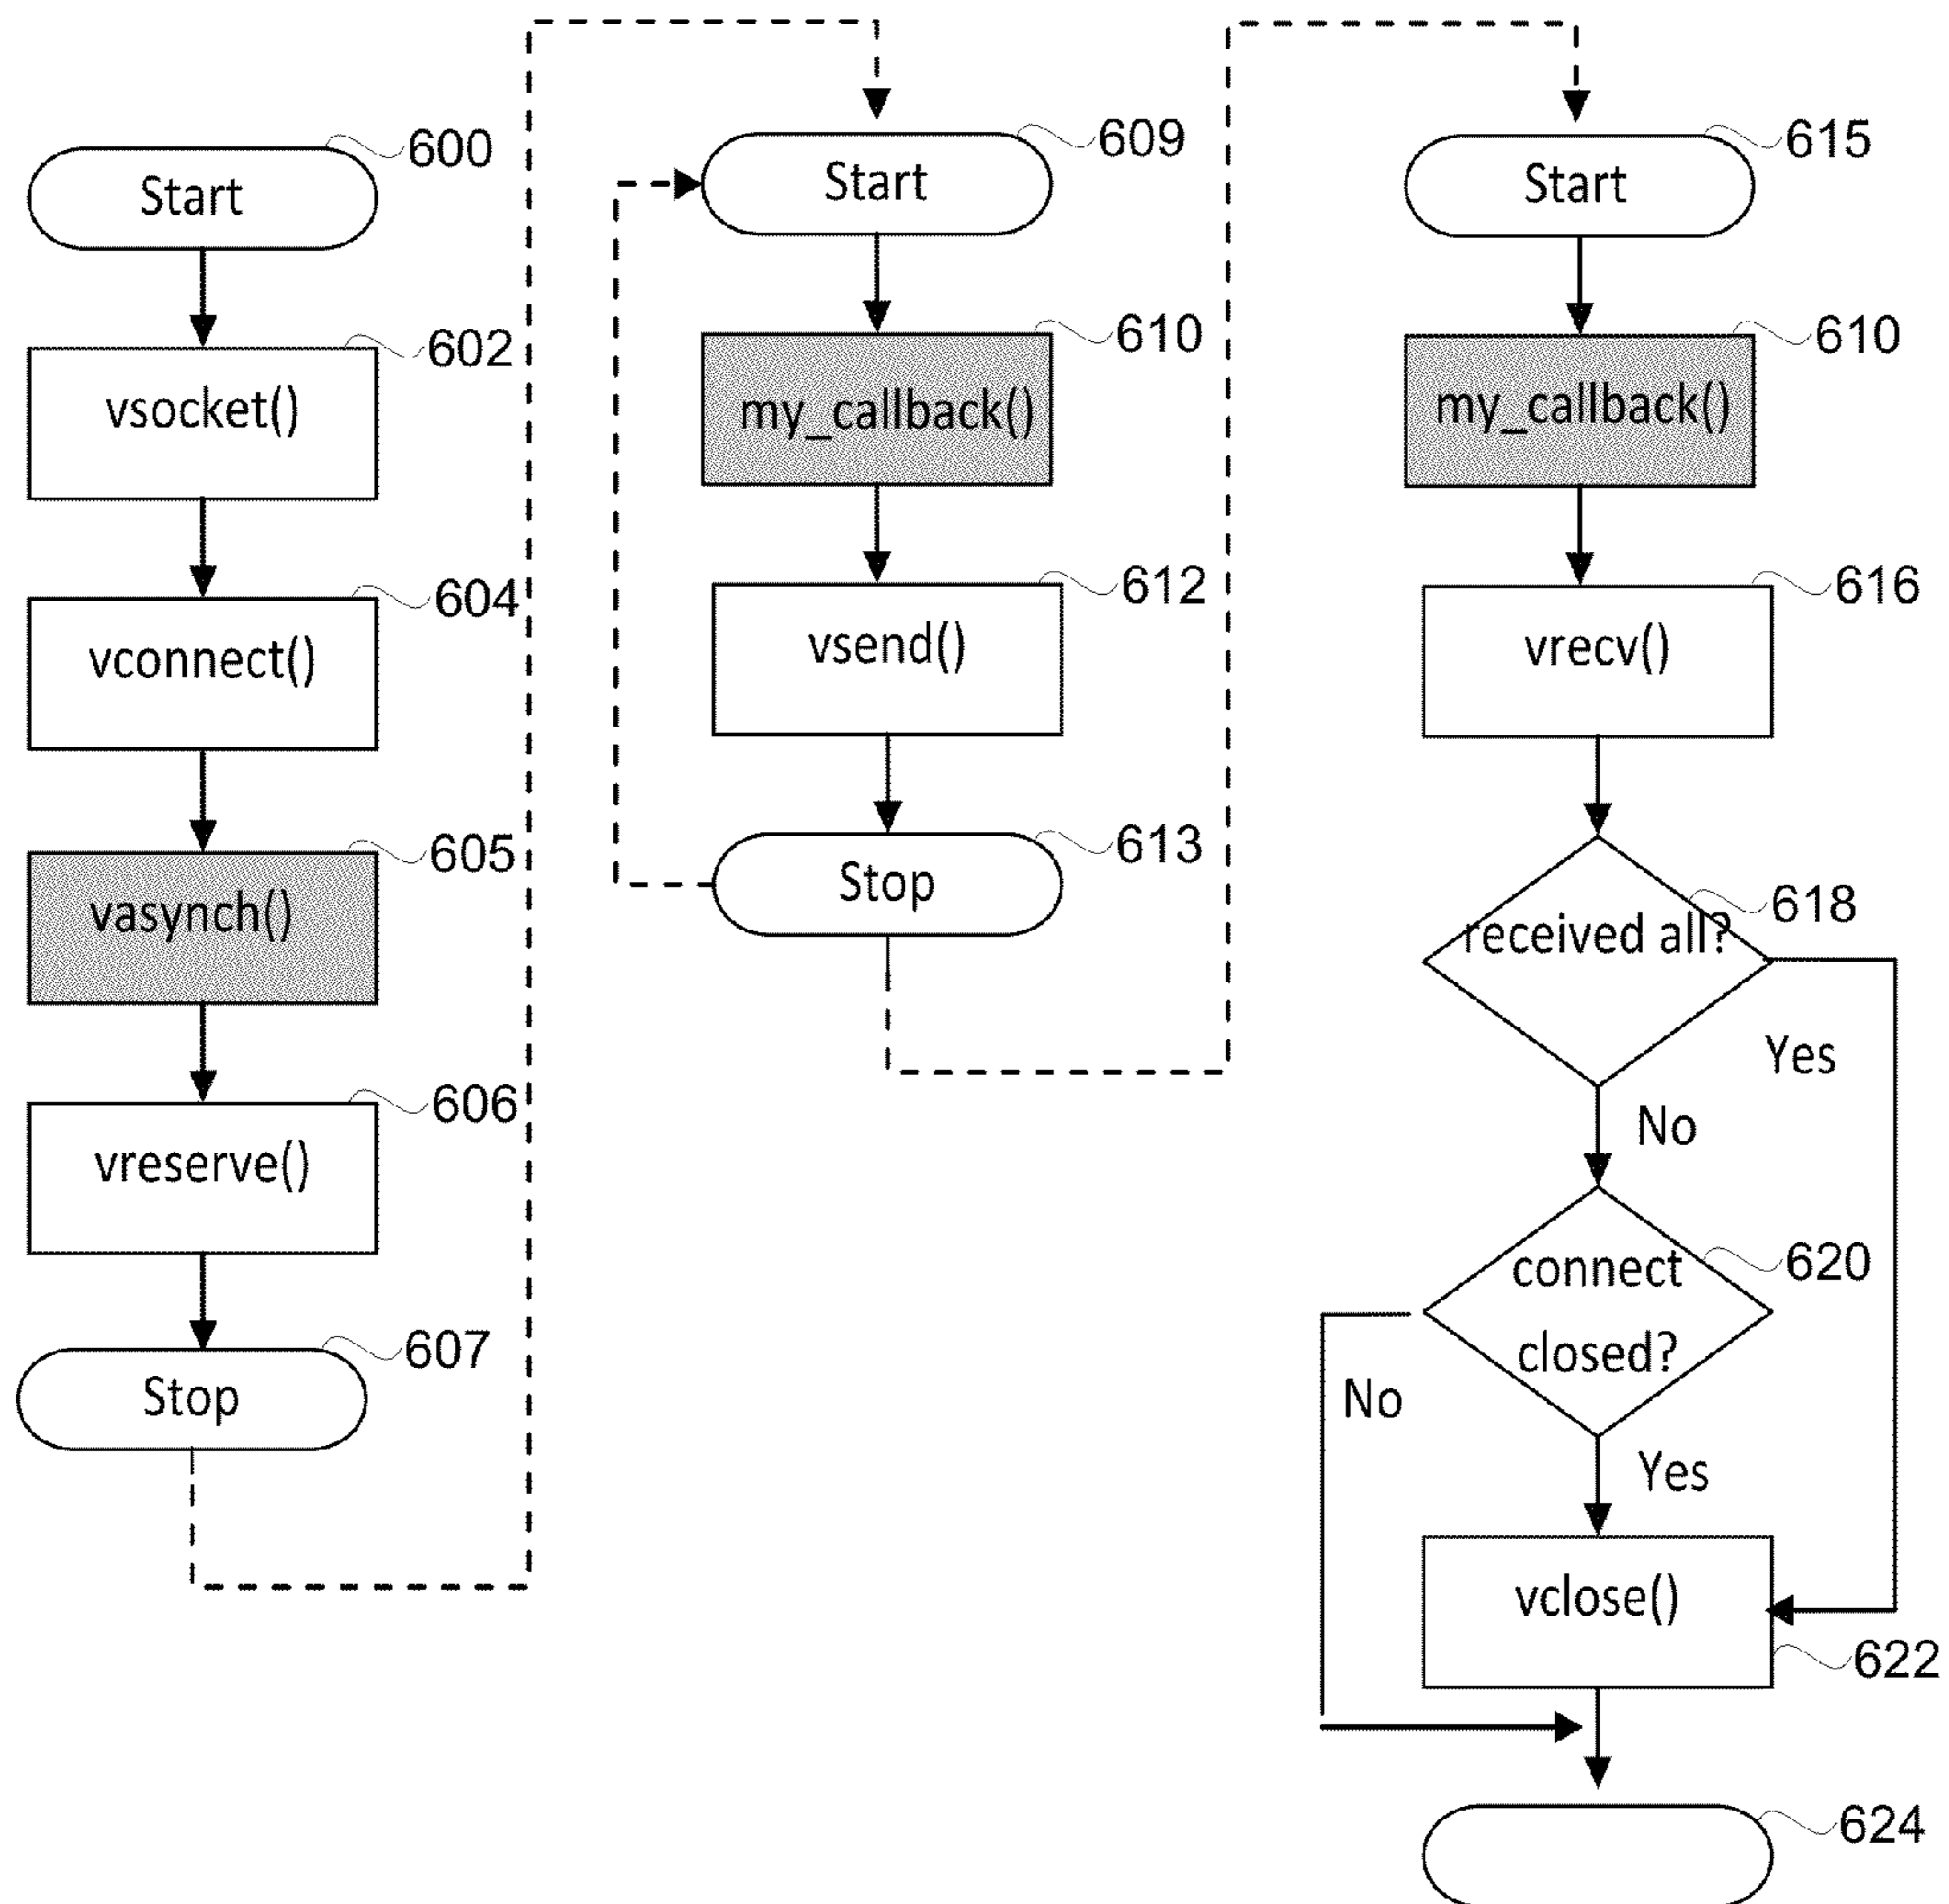 600
Start
602
vsocket()
604
vconnect()
605
vasynch()
606
vreserve()
607
Stop
609
Start
610
my_callback()
612
vsend()
613
Stop
615
Start
610
my_callback()
616
vrecv()
618
received all?
Yes
No
620
connect
closed?
No
Yes
vclose()
622
624